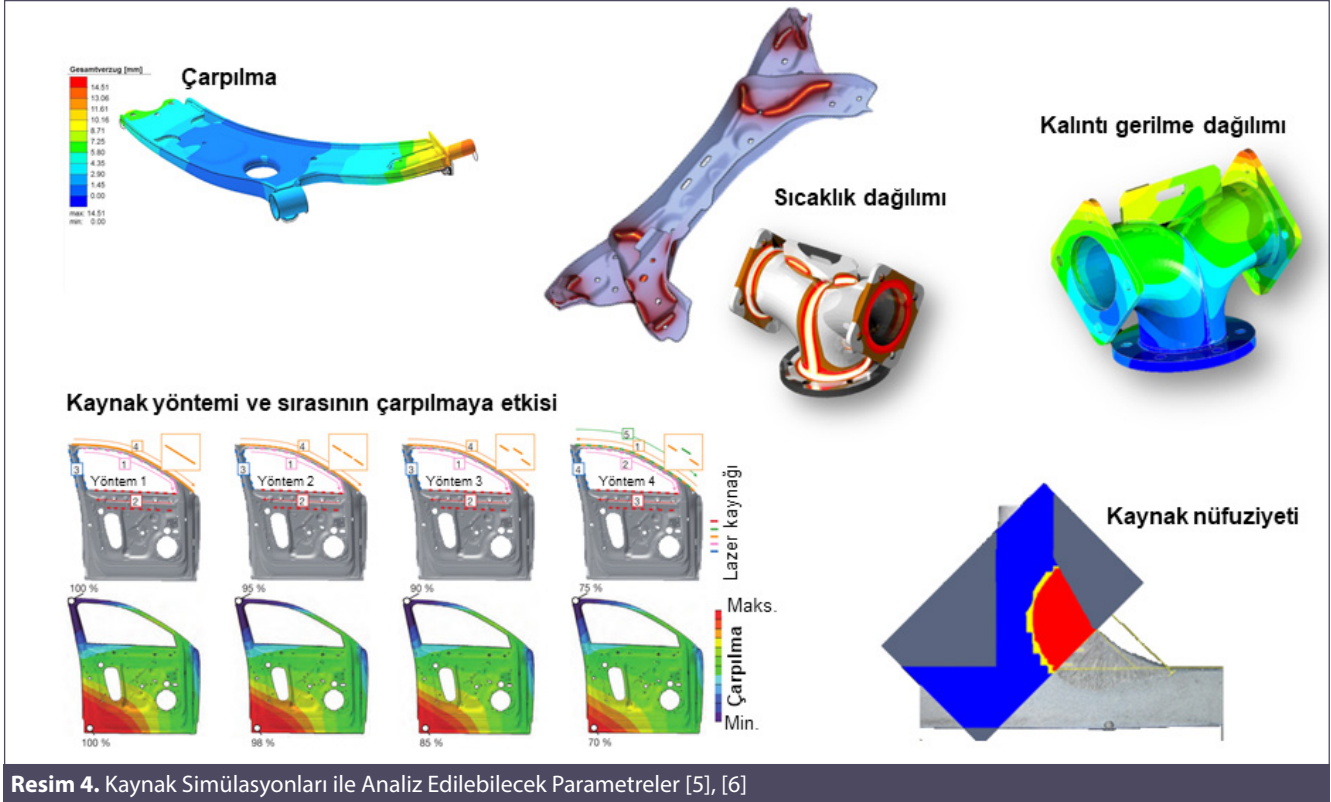 Gesamtverzug [mm]
14.51
13.06
11.61
10.16
8.71
7.25
5.80
4.35
2.90
1.45
0.00
max: 14.51
min: 0.00
Çarpılma
Sıcaklık dağılımı
Kalıntı gerilme dağılımı
Kaynak yöntemi ve sırasının çarpılmaya etkisi
4
1
3
Yöntem 1
2
4
1
3
Yöntem 2
2
4
1
3
Yöntem 3
2
5
1
2
4
Yöntem 4
3
Lazer kaynağı
100 %
95 %
90 %
75 %
100 %
98 %
85 %
70 %
Maks.
Çarpılma
Min.
Kaynak nüfuziyeti
Resim 4. Kaynak Simülasyonları ile Analiz Edilebilecek Parametreler [5], [6]